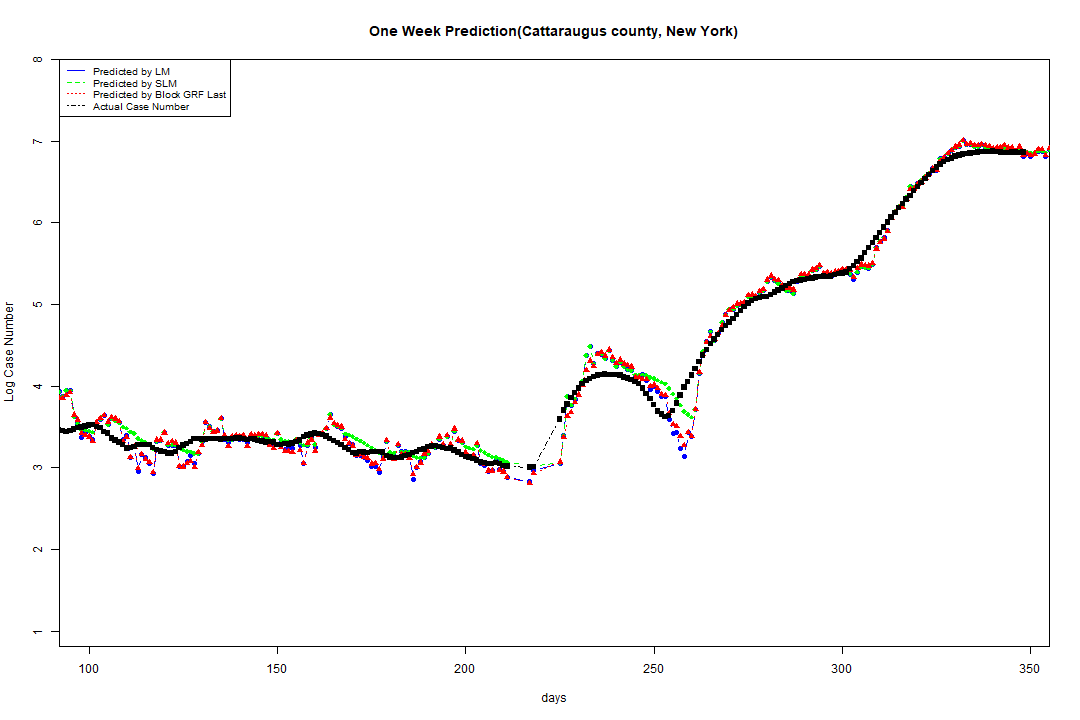 One Week Prediction(Cattaraugus county, New York)
Predicted by LM
Predicted by SLM
Predicted by Block GRF Last
Actual Case Number
8
7
6
5
4
3
2
1
Log Case Number
100 150 200 250 300 350
days